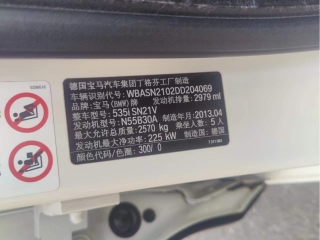 德国宝马汽车集团丁格芬工厂制造
车辆识别代号: WBASN2102DD204069
品牌: 宝马(BMW)牌 发动机排量: 2979 ml
整车型号: 535i SN21V
发动机型号: N55B30A 制造年月: 2013.04
最大允许总质量: 2570 kg 乘坐人数: 5 人
发动机最大净功率: 225 kW 制造国: 德国
颜色代码/色潮: 300/ 0